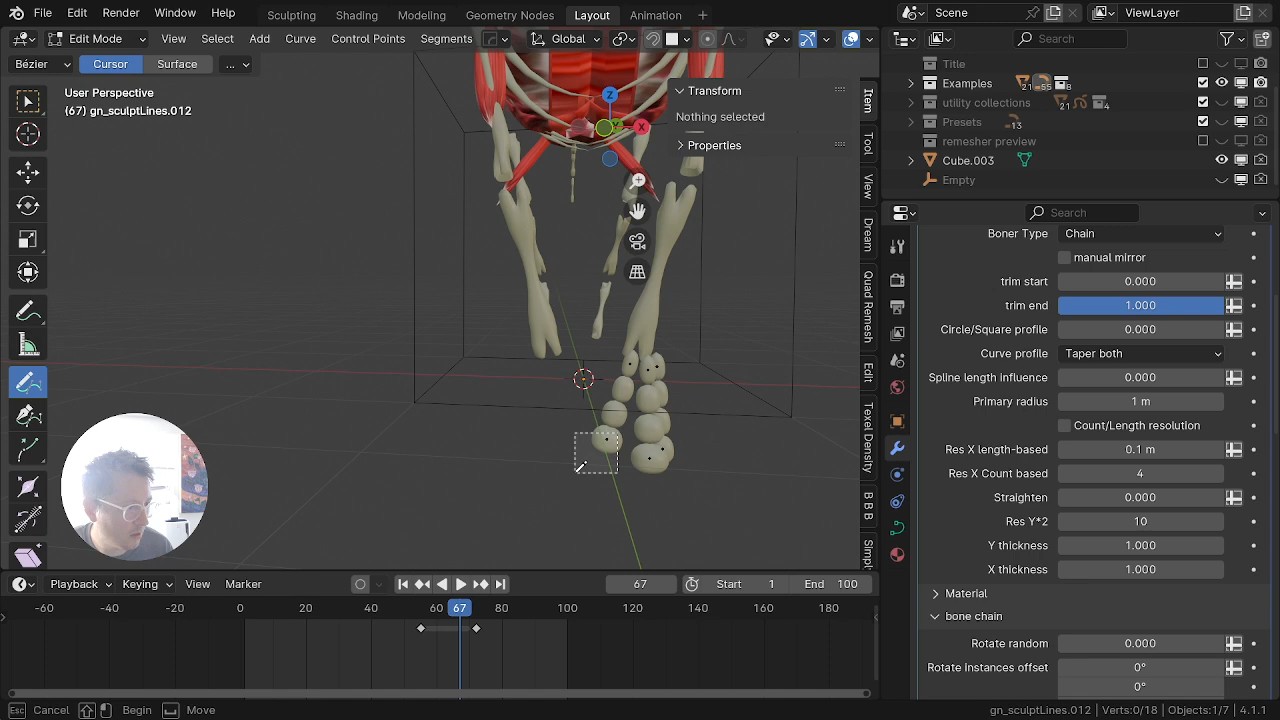 File Edit Render Window Help Sculpting Shading Modeling Geometry Nodes Layout Animation Scene ViewLayer
Edit Mode View Select Add Curve Control Points Segments Global Search
Bézier Cursor Surface ...
User Perspective
(67) gn_sculptLines.012
Z
X
Transform
Nothing selected
Properties
Item
Tool
View
Dream
Quad Remesh
Edit
Texel Density
B B B
Simpl
Title
Examples 21 85 8
utility collections 21 4
Presets 13
remesher preview
Cube.003
Empty
Search
Boner Type Chain
manual mirror
trim start 0.000
trim end 1.000
Circle/Square profile 0.000
Curve profile Taper both
Spline length influence 0.000
Primary radius 1 m
Count/Length resolution
Res X length-based 0.1 m
Res X Count based 4
Straighten 0.000
Res Y*2 10
Y thickness 1.000
X thickness 1.000
Material
bone chain
Rotate random 0.000
Rotate Instances offset 0°
0°
Playback Keying View Marker 67 Start 1 End 100
-60 -40 -20 0 20 40 60 67 80 100 120 140 160 180
Esc Cancel Begin Move gn_sculptLines.012 | Verts:0/18 | Objects:1/7 | 4.1.1